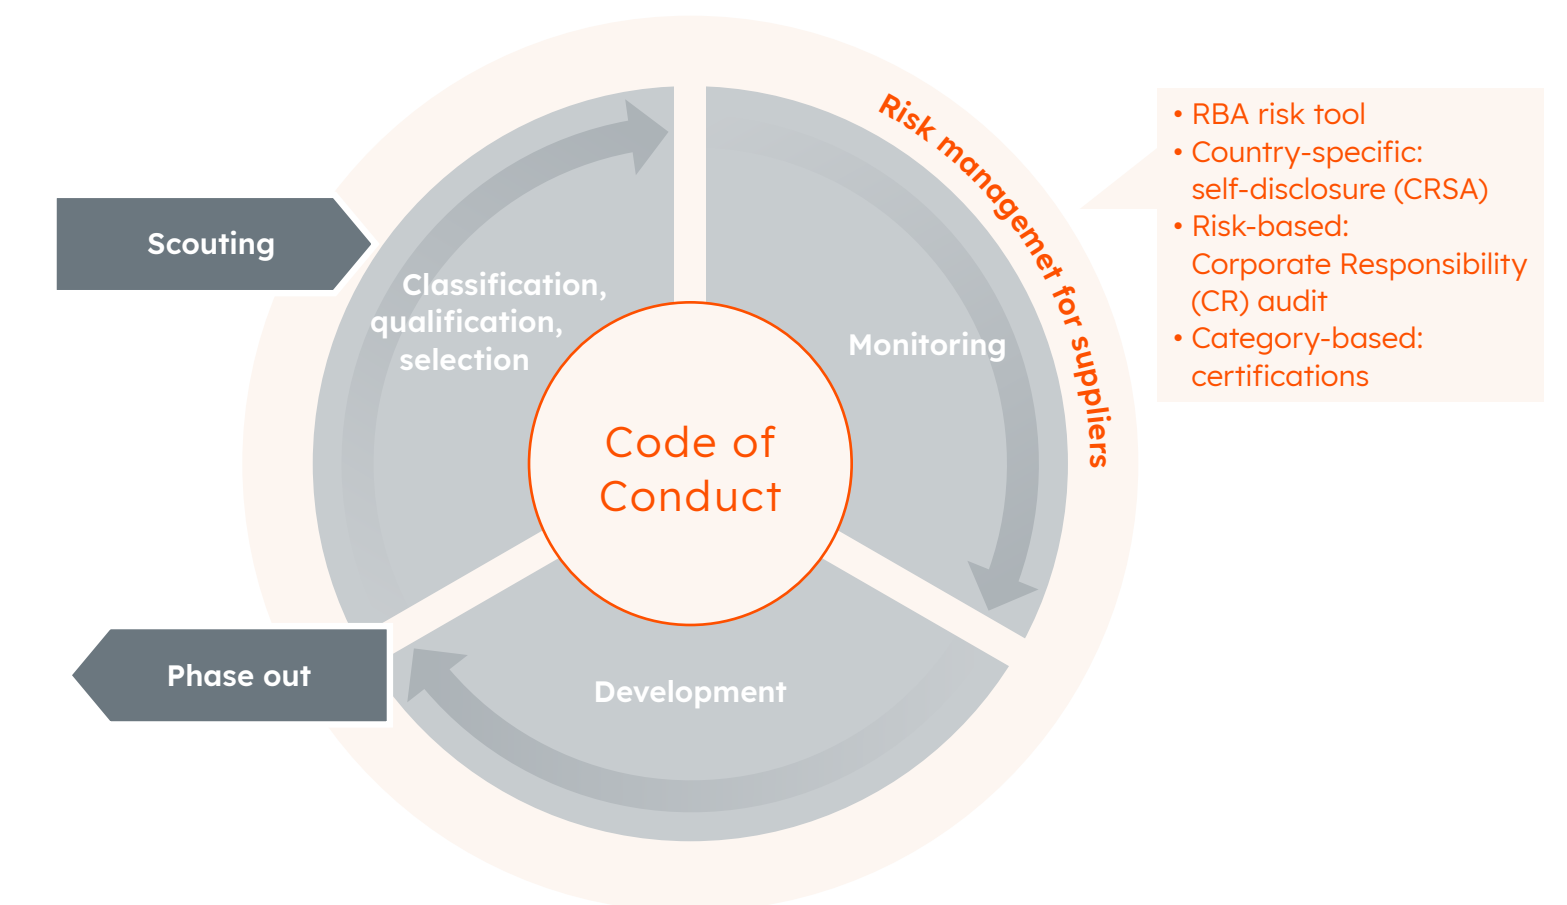 Scouting
Classification,
qualification,
selection
Monitoring
Development
Phase out
Code of
Conduct
Risk managemet for suppliers
• RBA risk tool
• Country-specific:
self-disclosure (CRSA)
• Risk-based:
Corporate Responsibility
(CR) audit
• Category-based:
certifications